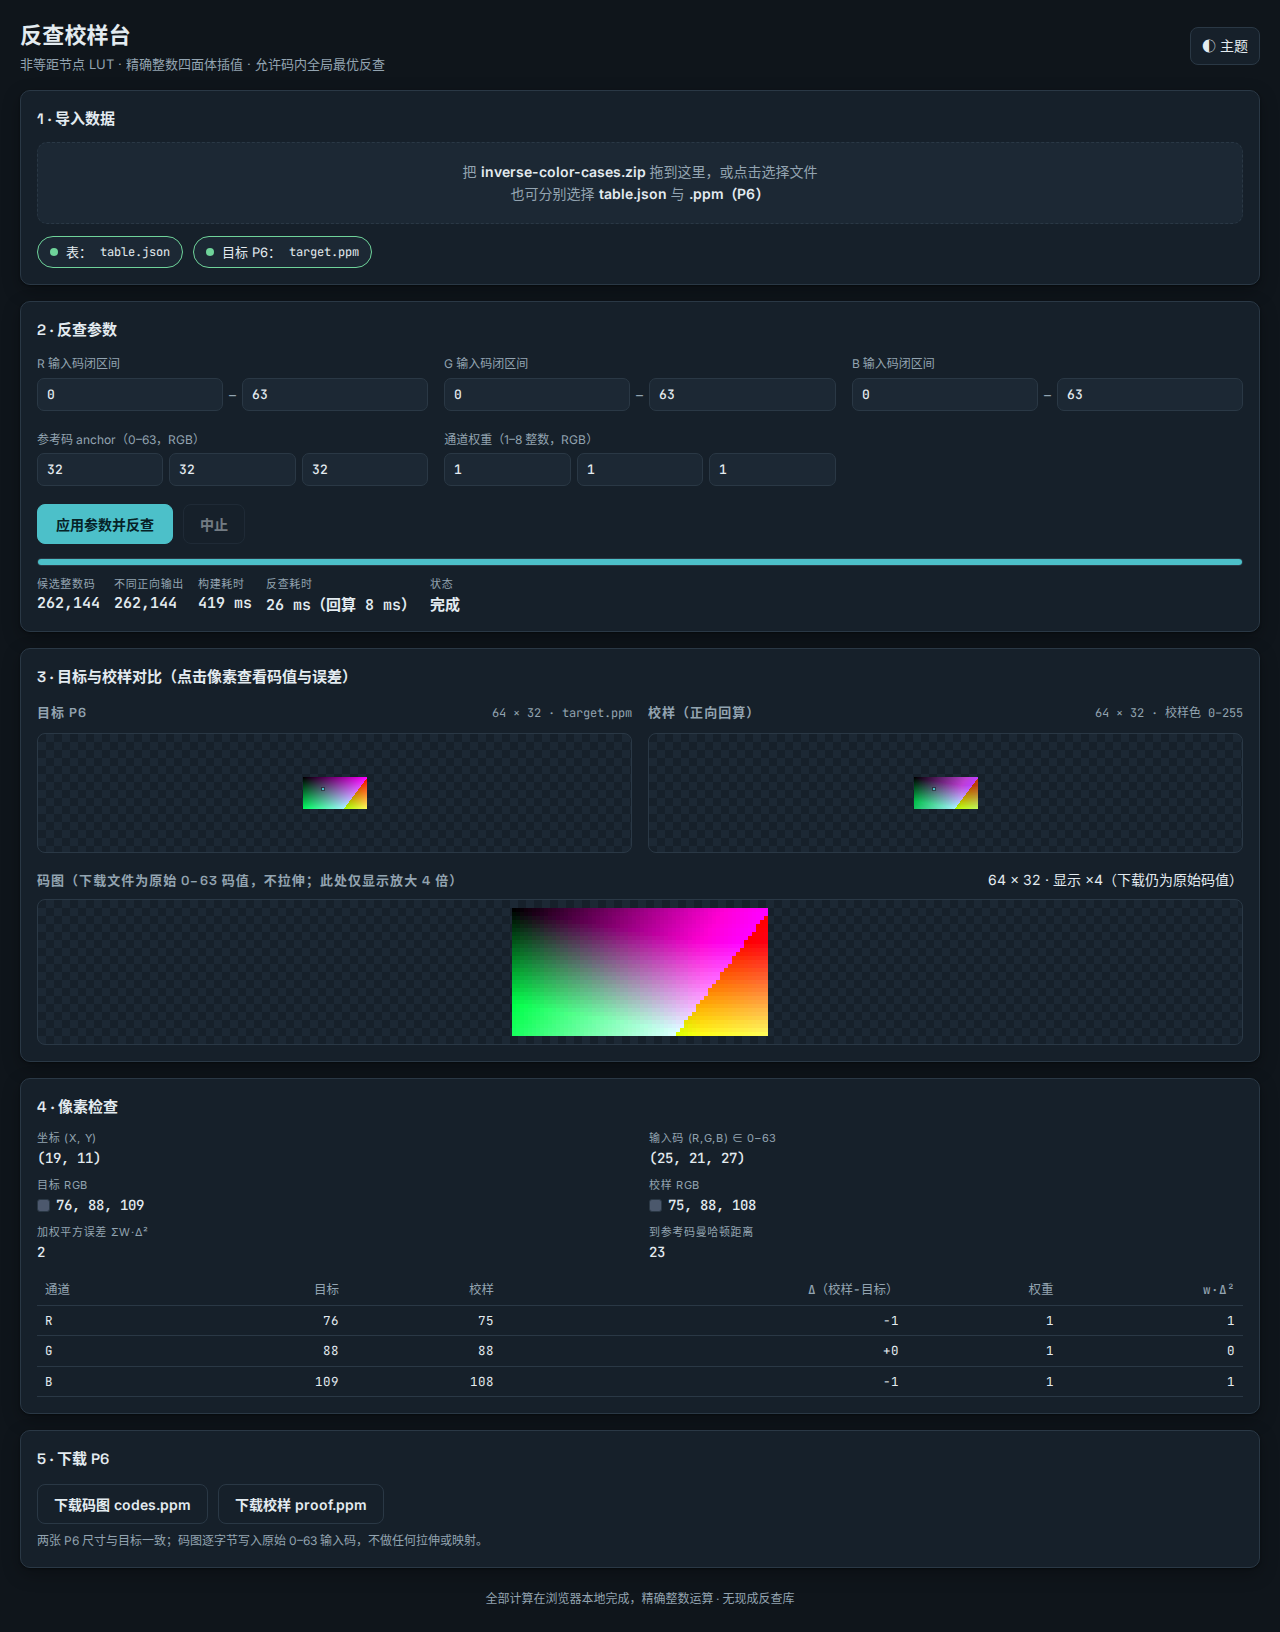 反查校样台
非等距节点 LUT · 精确整数四面体插值 · 允许码内全局最优反查
主题
1 · 导入数据
把 inverse-color-cases.zip 拖到这里，或点击选择文件
也可分别选择 table.json 与 .ppm（P6）
表： table.json
目标 P6： target.ppm
2 · 反查参数
R 输入码闭区间
G 输入码闭区间
B 输入码闭区间
0 – 63
0 – 63
0 – 63
参考码 anchor（0–63，RGB）
通道权重（1–8 整数，RGB）
32 32 32
1 1 1
应用参数并反查
中止
候选整数码 不同正向输出 构建耗时 反查耗时 状态
262,144 262,144 419 ms 26 ms（回算 8 ms） 完成
3 · 目标与校样对比（点击像素查看码值与误差）
目标 P6
64 × 32 · target.ppm
校样（正向回算）
64 × 32 · 校样色 0–255
码图（下载文件为原始 0–63 码值，不拉伸；此处仅显示放大 4 倍）
64 × 32 · 显示 ×4（下载仍为原始码值）
4 · 像素检查
坐标 (X, Y)
(19, 11)
输入码 (R,G,B) ∈ 0–63
(25, 21, 27)
目标 RGB
76, 88, 109
校样 RGB
75, 88, 108
加权平方误差 ΣW·Δ²
2
到参考码曼哈顿距离
23
通道 目标 校样 Δ（校样-目标） 权重 w·Δ²
R 76 75 -1 1 1
G 88 88 +0 1 0
B 109 108 -1 1 1
5 · 下载 P6
下载码图 codes.ppm
下载校样 proof.ppm
两张 P6 尺寸与目标一致；码图逐字节写入原始 0–63 输入码，不做任何拉伸或映射。
全部计算在浏览器本地完成，精确整数运算 · 无现成反查库